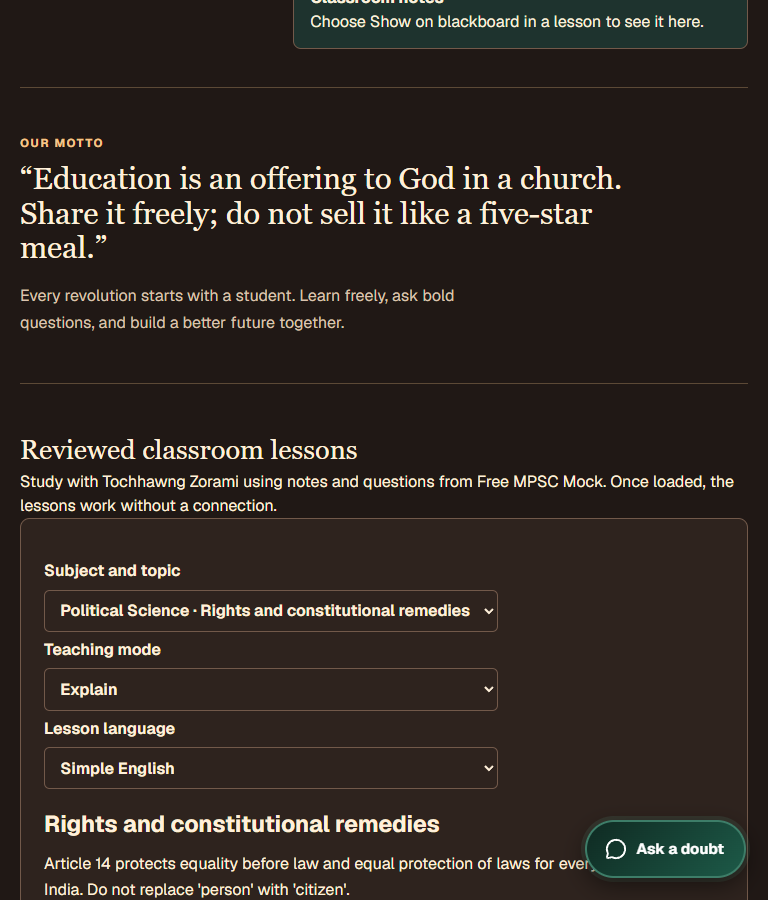 Classroom notes
Choose Show on blackboard in a lesson to see it here.
OUR MOTTO
“Education is an offering to God in a church.
Share it freely; do not sell it like a five-star
meal.”
Every revolution starts with a student. Learn freely, ask bold
questions, and build a better future together.
Reviewed classroom lessons
Study with Tochhawng Zorami using notes and questions from Free MPSC Mock. Once loaded, the
lessons work without a connection.
Subject and topic
Political Science · Rights and constitutional remedies
Teaching mode
Explain
Lesson language
Simple English
Rights and constitutional remedies
Article 14 protects equality before law and equal protection of laws for
India. Do not replace 'person' with 'citizen'.
Ask a doubt